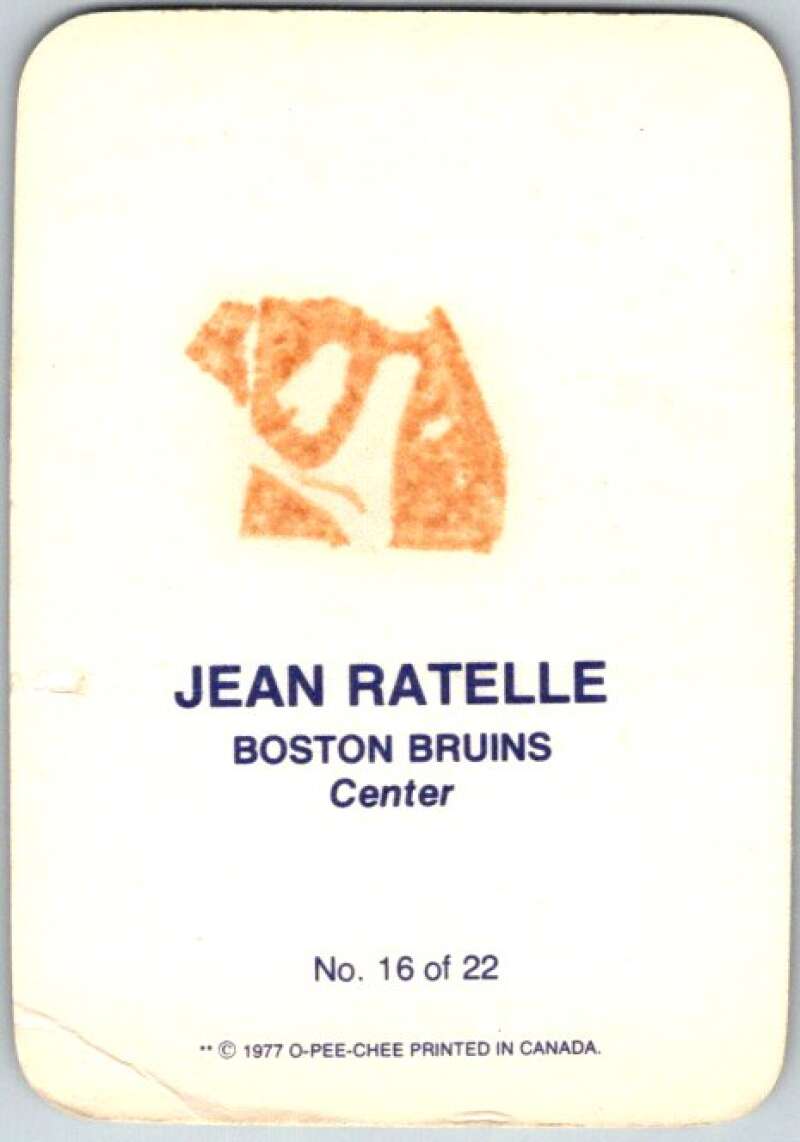 JEAN RATELLE
BOSTON BRUINS
Center
No. 16 of 22
** © 1977 O-PEE-CHEE PRINTED IN CANADA.